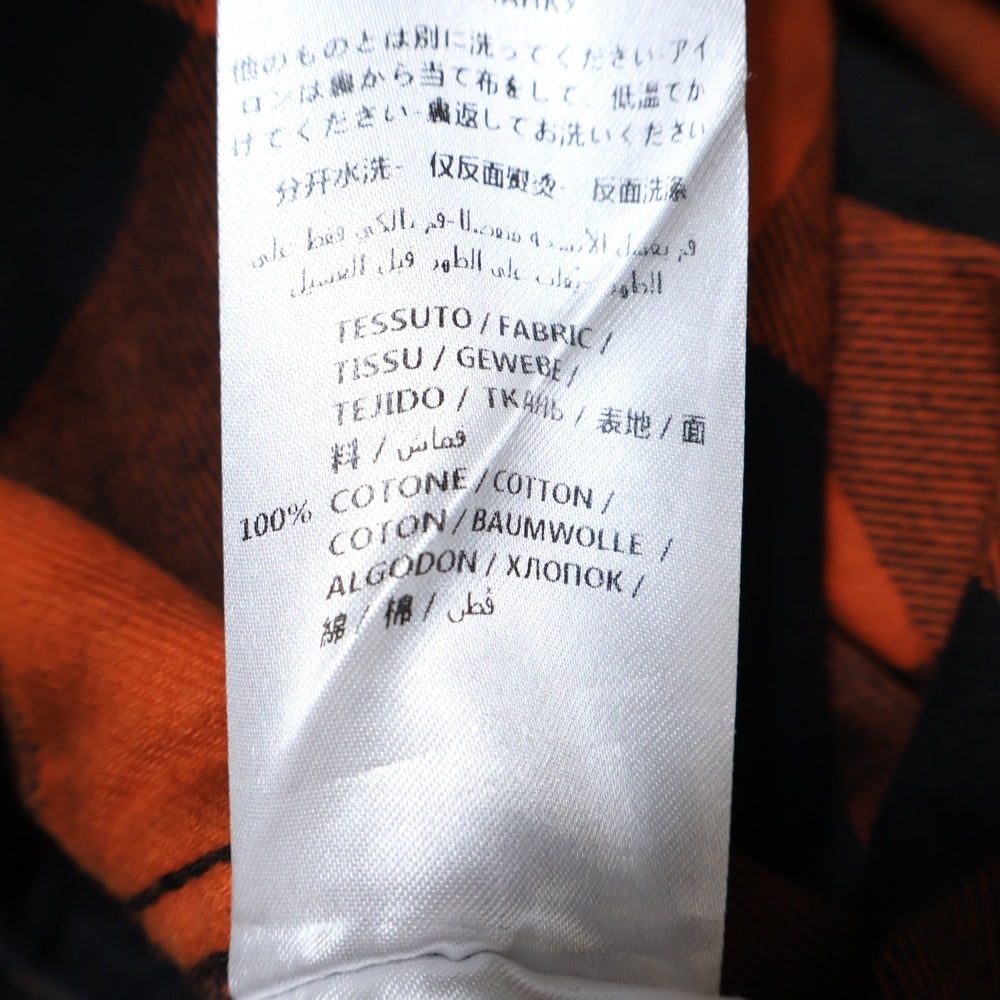 他のものとは別に洗ってください-アイ
ロンは裏から当て布をして、低温でか
けてください-裏返してお洗いください
分开水洗- 仅反面熨烫- 反面洗涤
TESSUTO / FABRIC /
TISSU / GEWEBE /
TEJIDO / ТКАНЬ / 表地 / 面
料 / قماش
100% COTONE / COTTON /
COTON / BAUMWOLLE /
ALGODON / ХЛОПОК /
綿 / 棉 / قطن